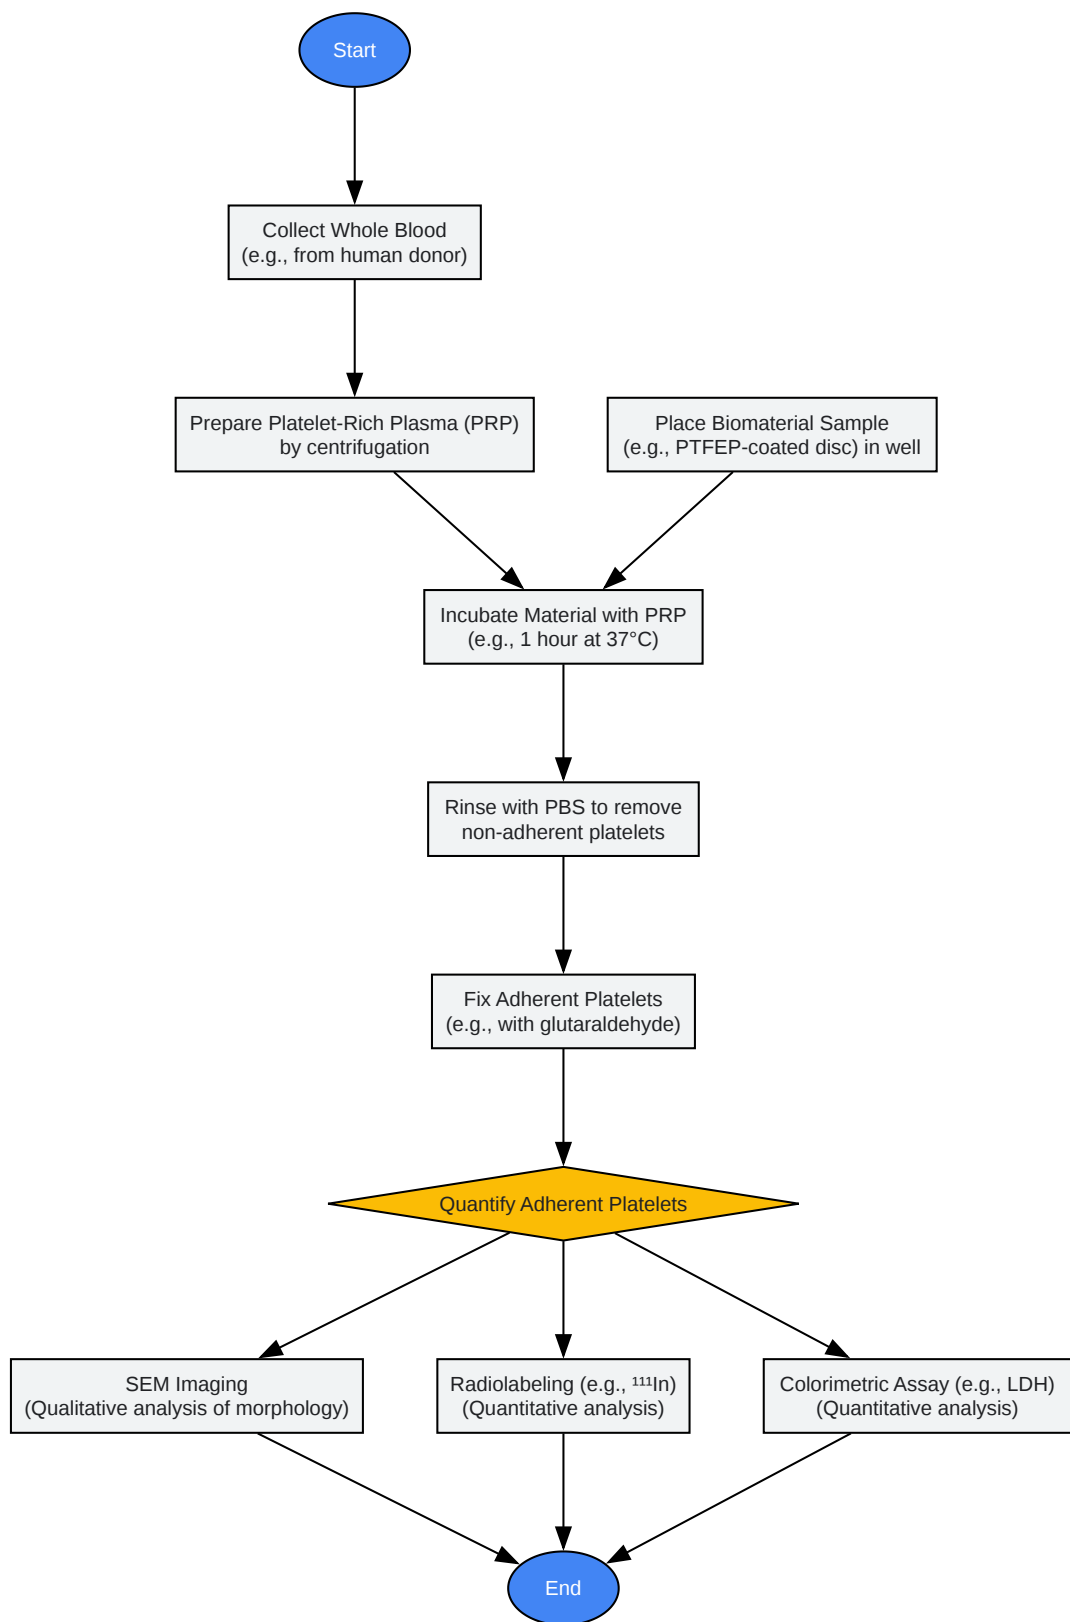 Start
Collect Whole Blood
(e.g., from human donor)
Prepare Platelet-Rich Plasma (PRP)
by centrifugation
Place Biomaterial Sample
(e.g., PTFEP-coated disc) in well
Incubate Material with PRP
(e.g., 1 hour at 37°C)
Rinse with PBS to remove
non-adherent platelets
Fix Adherent Platelets
(e.g., with glutaraldehyde)
Quantify Adherent Platelets
SEM Imaging
(Qualitative analysis of morphology)
Radiolabeling (e.g., ¹¹¹In)
(Quantitative analysis)
Colorimetric Assay (e.g., LDH)
(Quantitative analysis)
End